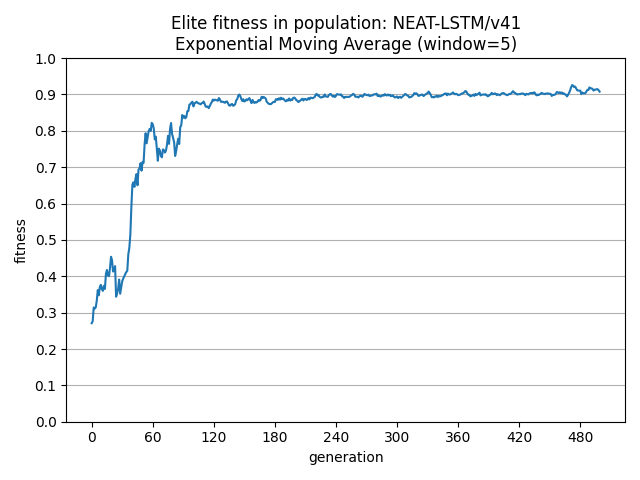 Elite fitness in population: NEAT-LSTM/v41
Exponential Moving Average (window=5)
1.0
0.9
0.8
0.7
0.6
0.5
0.4
0.3
0.2
0.1
0.0
fitness
0 60 120 180 240 300 360 420 480
generation